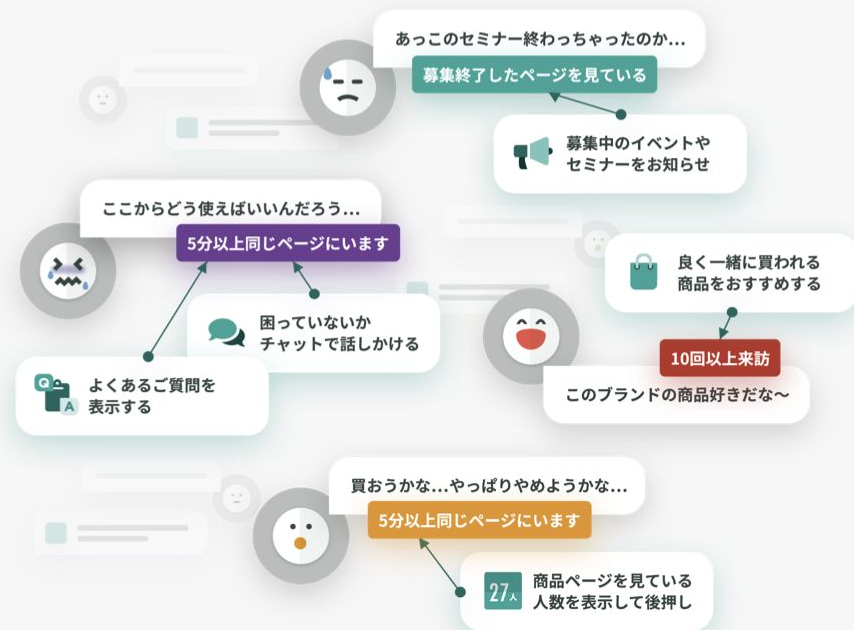 あっこのセミナー終わっちゃったのか…
募集終了したページを見ている
募集中のイベントや
セミナーをお知らせ
ここからどう使えばいいんだろう…
5分以上同じページにいます
困っていないか
チャットで話しかける
Q
A
よくあるご質問を
表示する
良く一緒に買われる
商品をおすすめする
10回以上来訪
このブランドの商品好きだな〜
買おうかな…やっぱりやめようかな…
5分以上同じページにいます
27人
商品ページを見ている
人数を表示して後押し